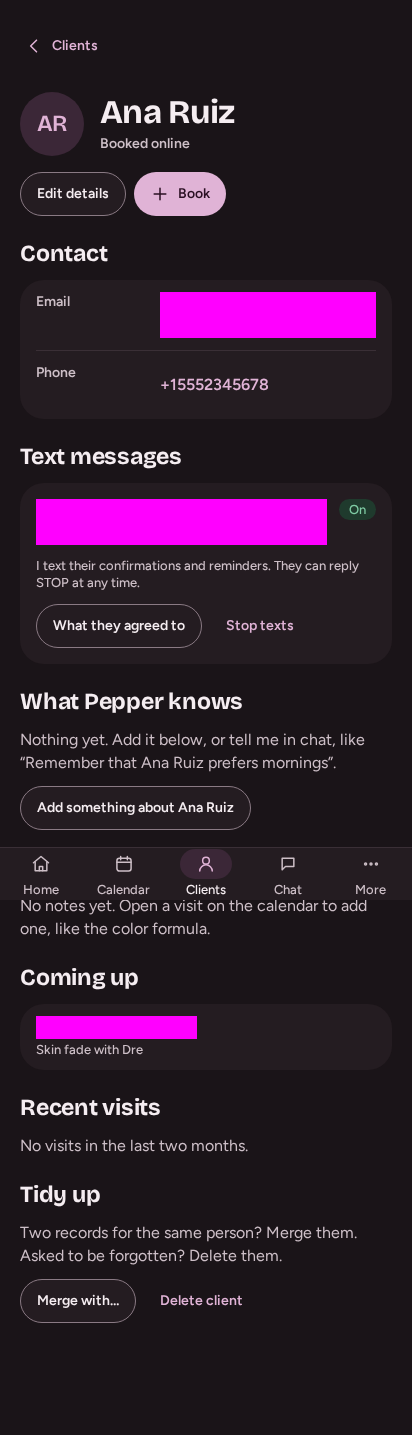 Clients
AR
Ana Ruiz
Booked online
Edit details
Book
Contact
Email
Phone
+15552345678
Text messages
On
I text their confirmations and reminders. They can reply
STOP at any time.
What they agreed to
Stop texts
What Pepper knows
Nothing yet. Add it below, or tell me in chat, like
“Remember that Ana Ruiz prefers mornings”.
Add something about Ana Ruiz
Home
Calendar
Clients
Chat
More
No notes yet. Open a visit on the calendar to add
one, like the color formula.
Coming up
Skin fade with Dre
Recent visits
No visits in the last two months.
Tidy up
Two records for the same person? Merge them.
Asked to be forgotten? Delete them.
Merge with...
Delete client